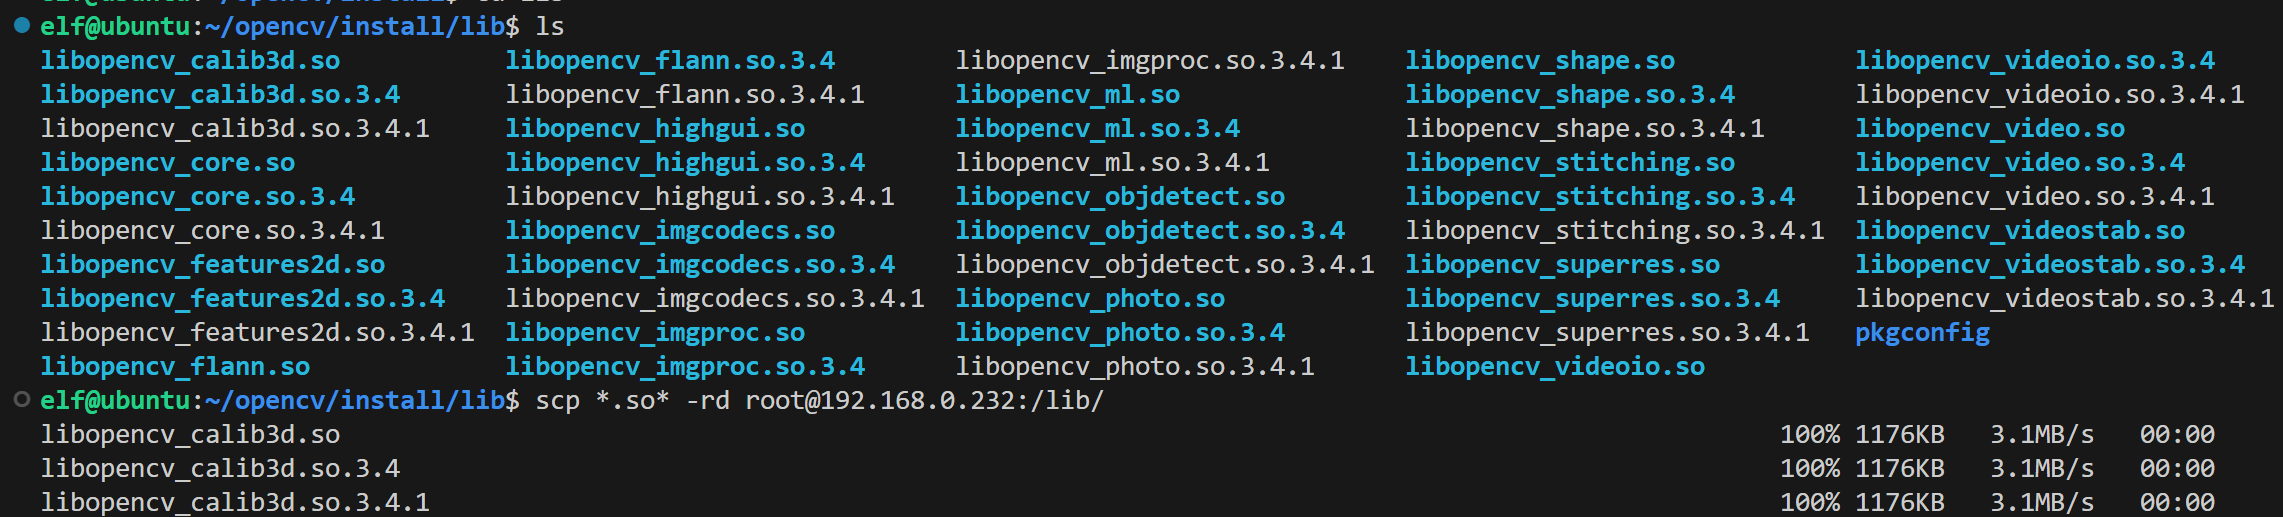 elf@ubuntu:~/opencv/install/lib$ ls
libopencv_calib3d.so libopencv_flann.so.3.4 libopencv_imgproc.so.3.4.1 libopencv_shape.so libopencv_videoio.so.3.4
libopencv_calib3d.so.3.4 libopencv_flann.so.3.4.1 libopencv_ml.so libopencv_shape.so.3.4 libopencv_videoio.so.3.4.1
libopencv_calib3d.so.3.4.1 libopencv_highgui.so libopencv_ml.so.3.4 libopencv_shape.so.3.4.1 libopencv_video.so
libopencv_core.so libopencv_highgui.so.3.4 libopencv_ml.so.3.4.1 libopencv_stitching.so libopencv_video.so.3.4
libopencv_core.so.3.4 libopencv_highgui.so.3.4.1 libopencv_objdetect.so libopencv_stitching.so.3.4 libopencv_video.so.3.4.1
libopencv_core.so.3.4.1 libopencv_imgcodecs.so libopencv_objdetect.so.3.4 libopencv_stitching.so.3.4.1 libopencv_videostab.so
libopencv_features2d.so libopencv_imgcodecs.so.3.4 libopencv_objdetect.so.3.4.1 libopencv_superres.so libopencv_videostab.so.3.4
libopencv_features2d.so.3.4 libopencv_imgcodecs.so.3.4.1 libopencv_photo.so libopencv_superres.so.3.4 libopencv_videostab.so.3.4.1
libopencv_features2d.so.3.4.1 libopencv_imgproc.so libopencv_photo.so.3.4 libopencv_superres.so.3.4.1 pkgconfig
libopencv_flann.so libopencv_imgproc.so.3.4 libopencv_photo.so.3.4.1 libopencv_videoio.so
elf@ubuntu:~/opencv/install/lib$ scp *.so* -rd root@192.168.0.232:/lib/
libopencv_calib3d.so 100% 1176KB 3.1MB/s 00:00
libopencv_calib3d.so.3.4 100% 1176KB 3.1MB/s 00:00
libopencv_calib3d.so.3.4.1 100% 1176KB 3.1MB/s 00:00